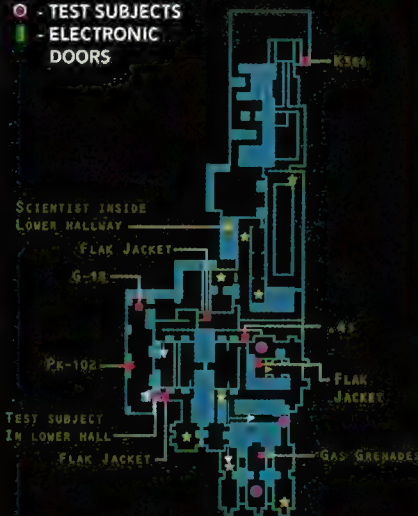 - TEST SUBJECTS
- ELECTRONIC
DOORS
SCIENTIST INSIDE
LOWER HALLWAY
FLAK JACKET
G-18
PK-102
FLAK
JACKET
TEST SUBJECT
IN LOWER HALL
FLAK JACKET
GAS GRENADES